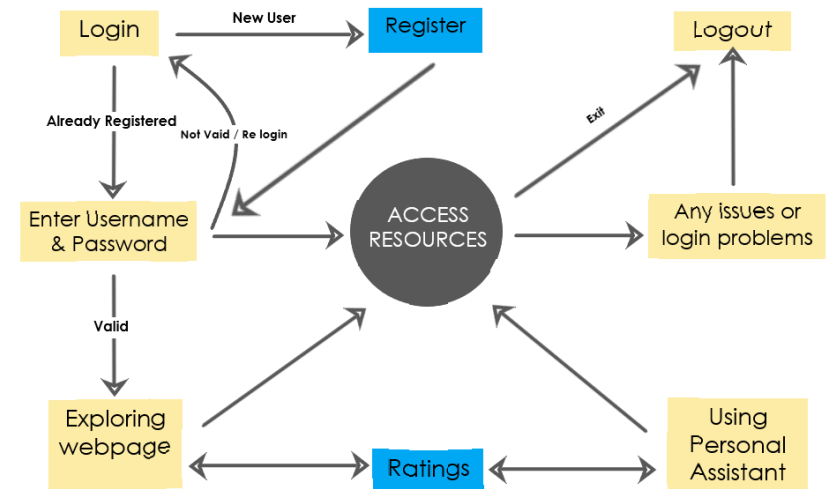 Login
New User
Register
Logout
Already Registered
Not Vaid / Re login
Exit
Enter Username
& Password
ACCESS
RESOURCES
Any issues or
login problems
Valid
Exploring
webpage
Ratings
Using
Personal
Assistant